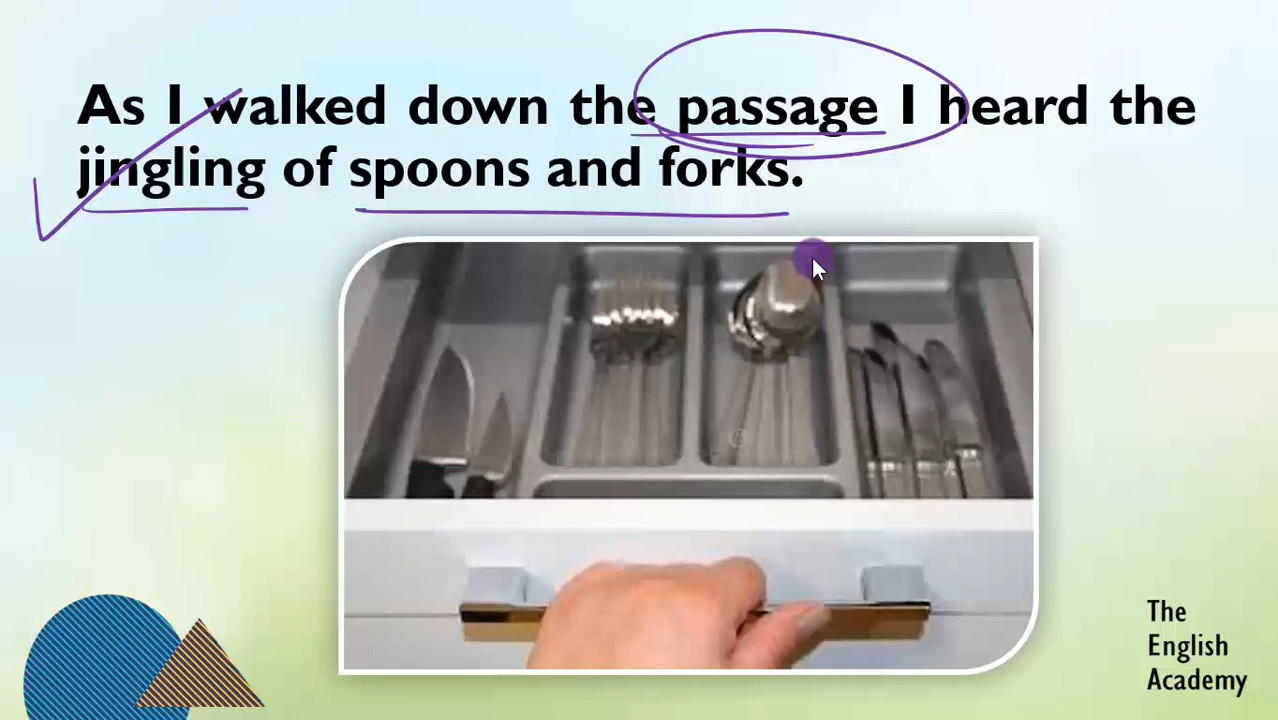 As I walked down the passage I heard the
jingling of spoons and forks.
The
English
Academy